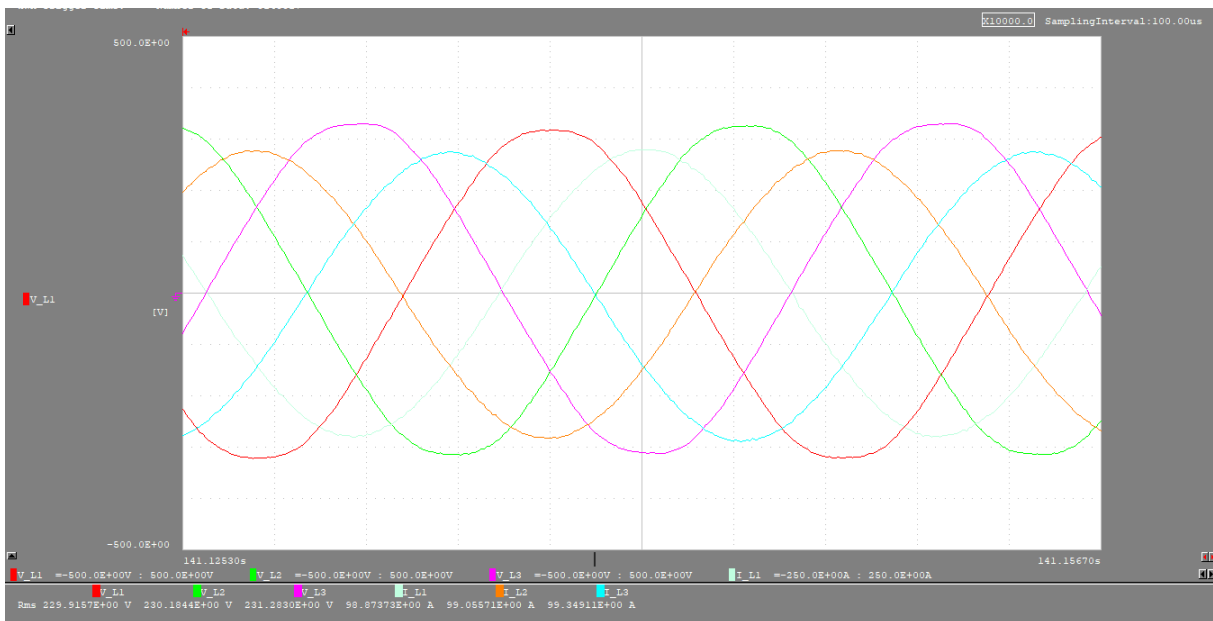 X10000.0 SamplingInterval:100.00us
500.0E+00
V_L1
[V]
-500.0E+00
141.12530s 141.15670s
V_L1 =-500.0E+00V : 500.0E+00V V_L2 =-500.0E+00V : 500.0E+00V V_L3 =-500.0E+00V : 500.0E+00V I_L1 =-250.0E+00A : 250.0E+00A
V_L1 V_L2 V_L3 I_L1 I_L2 I_L3
Rms 229.9157E+00 V 230.1844E+00 V 231.2830E+00 V 98.87373E+00 A 99.05571E+00 A 99.34911E+00 A